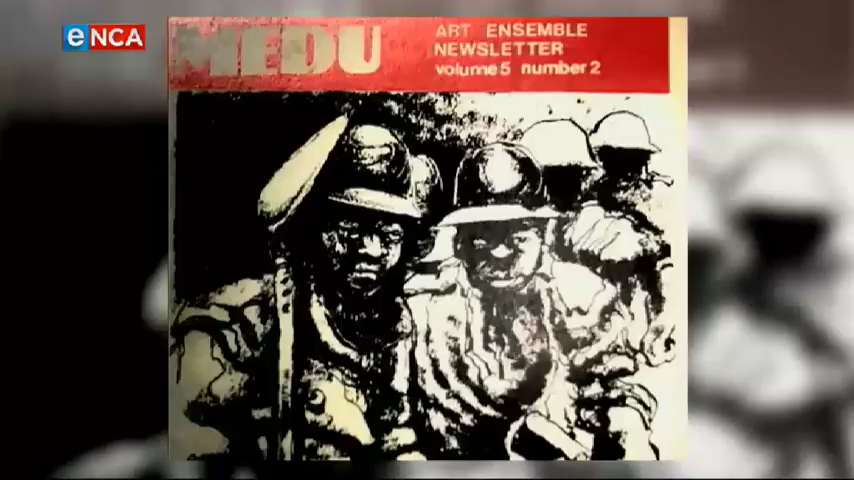 eNCA
MEDU
ART ENSEMBLE
NEWSLETTER
volume 5 number 2